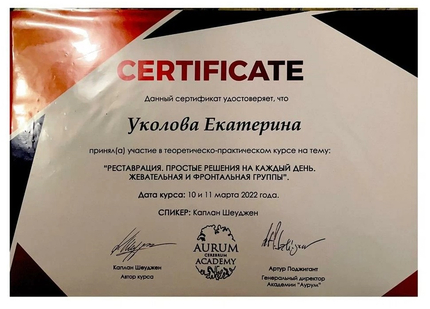 CERTIFICATE
Данный сертификат удостоверяет, что
Уколова Екатерина
принял(а) участие в теоретическо-практическом курсе на тему:
"РЕСТАВРАЦИЯ. ПРОСТЫЕ РЕШЕНИЯ НА КАЖДЫЙ ДЕНЬ.
ЖЕВАТЕЛЬНАЯ И ФРОНТАЛЬНАЯ ГРУППЫ".
Дата курса: 10 и 11 марта 2022 года.
СПИКЕР: Каплан Шеуджен
Каплан Шеуджен
Автор курса
AURUM
CEREBRUM
ACADEMY
Артур Паджигант
Генеральный директор
Академии "Аурум"